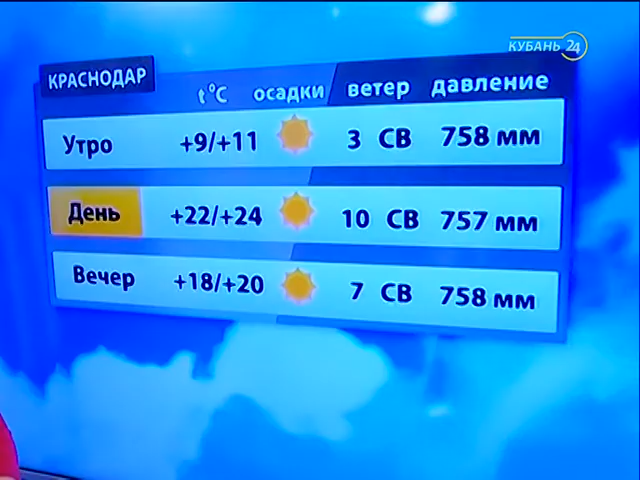 КУБАНЬ 24
КРАСНОДАР t°C осадки ветер давление
Утро +9/+11 3 СВ 758 мм
День +22/+24 10 СВ 757 мм
Вечер +18/+20 7 СВ 758 мм